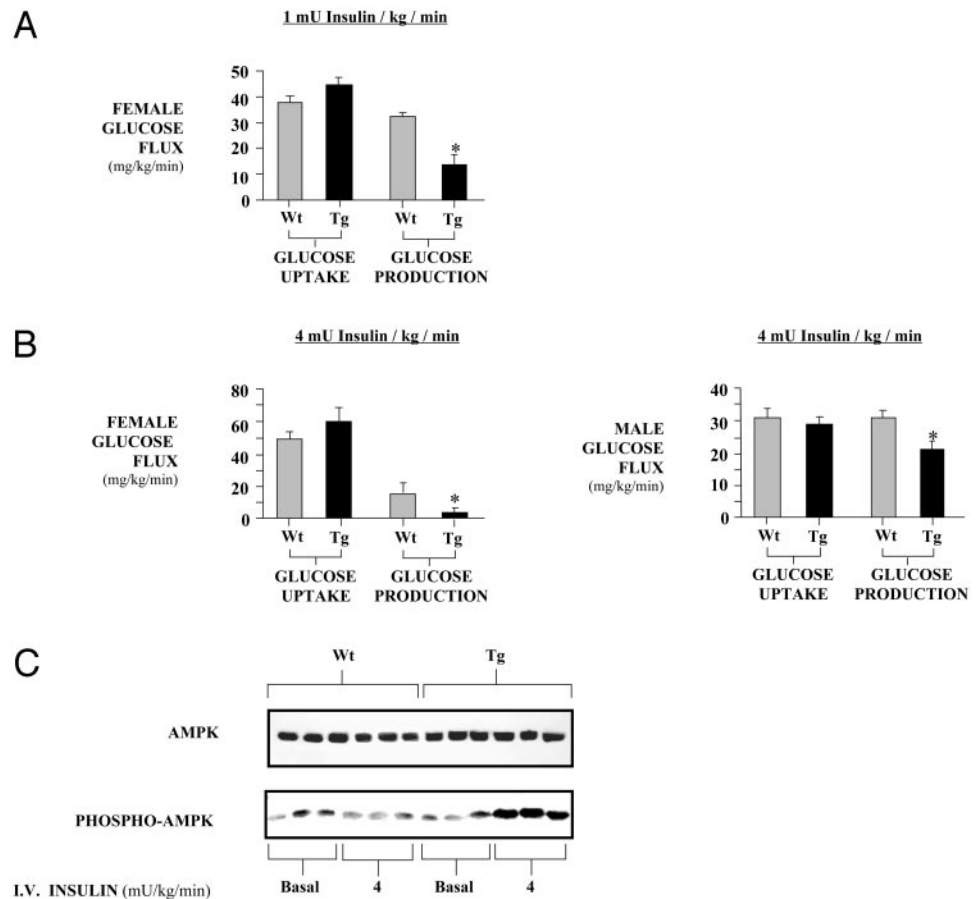 A
1 mU Insulin / kg / min
FEMALE
GLUCOSE
FLUX
(mg/kg/min)
50
40
30
20
10
0
*
Wt Tg Wt Tg
GLUCOSE UPTAKE
GLUCOSE PRODUCTION
B
4 mU Insulin / kg / min
FEMALE
GLUCOSE
FLUX
(mg/kg/min)
80
60
40
20
0
*
Wt Tg Wt Tg
GLUCOSE UPTAKE
GLUCOSE PRODUCTION
4 mU Insulin / kg / min
MALE
GLUCOSE
FLUX
(mg/kg/min)
40
30
20
10
0
*
Wt Tg Wt Tg
GLUCOSE UPTAKE
GLUCOSE PRODUCTION
C
Wt Tg
AMPK
PHOSPHO-AMPK
I.V. INSULIN (mU/kg/min) Basal 4 Basal 4